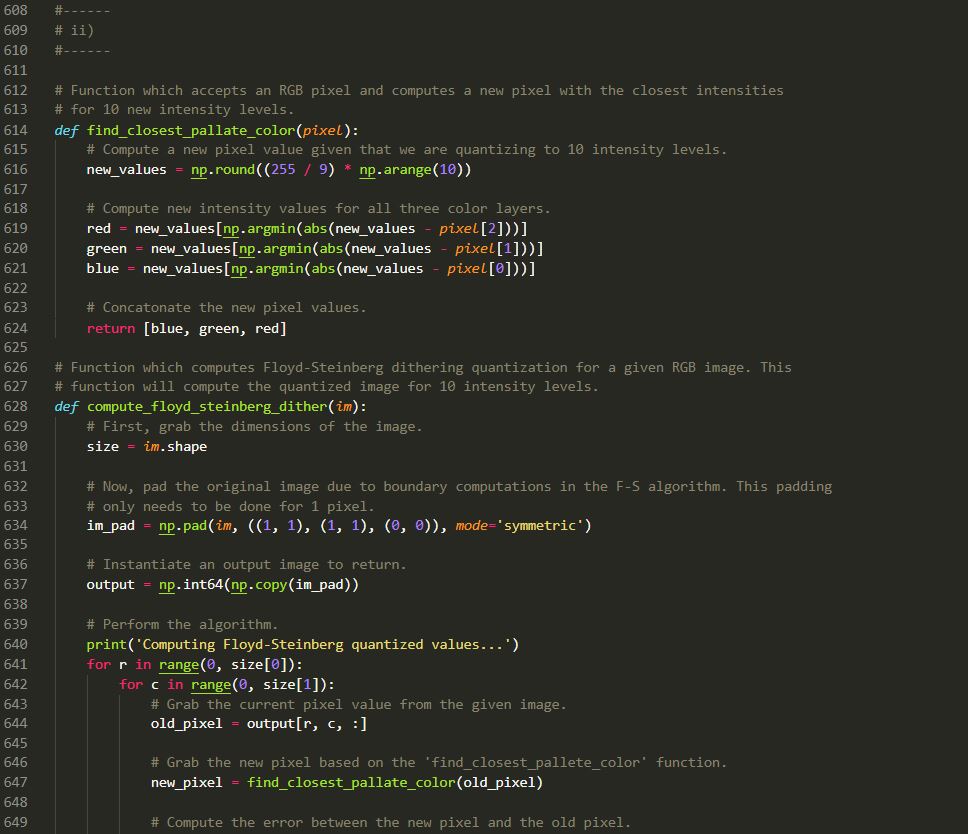 608 #------
609 # ii)
610 #------
611
612 # Function which accepts an RGB pixel and computes a new pixel with the closest intensities
613 # for 10 new intensity levels.
614 def find_closest_pallate_color(pixel):
615     # Compute a new pixel value given that we are quantizing to 10 intensity levels.
616     new_values = np.round((255 / 9) * np.arange(10))
617
618     # Compute new intensity values for all three color layers.
619     red = new_values[np.argmin(abs(new_values - pixel[2]))]
620     green = new_values[np.argmin(abs(new_values - pixel[1]))]
621     blue = new_values[np.argmin(abs(new_values - pixel[0]))]
622
623     # Concatonate the new pixel values.
624     return [blue, green, red]
625
626 # Function which computes Floyd-Steinberg dithering quantization for a given RGB image. This
627 # function will compute the quantized image for 10 intensity levels.
628 def compute_floyd_steinberg_dither(im):
629     # First, grab the dimensions of the image.
630     size = im.shape
631
632     # Now, pad the original image due to boundary computations in the F-S algorithm. This padding
633     # only needs to be done for 1 pixel.
634     im_pad = np.pad(im, ((1, 1), (1, 1), (0, 0)), mode='symmetric')
635
636     # Instantiate an output image to return.
637     output = np.int64(np.copy(im_pad))
638
639     # Perform the algorithm.
640     print('Computing Floyd-Steinberg quantized values...')
641     for r in range(0, size[0]):
642         for c in range(0, size[1]):
643             # Grab the current pixel value from the given image.
644             old_pixel = output[r, c, :]
645
646             # Grab the new pixel based on the 'find_closest_pallete_color' function.
647             new_pixel = find_closest_pallate_color(old_pixel)
648
649             # Compute the error between the new pixel and the old pixel.